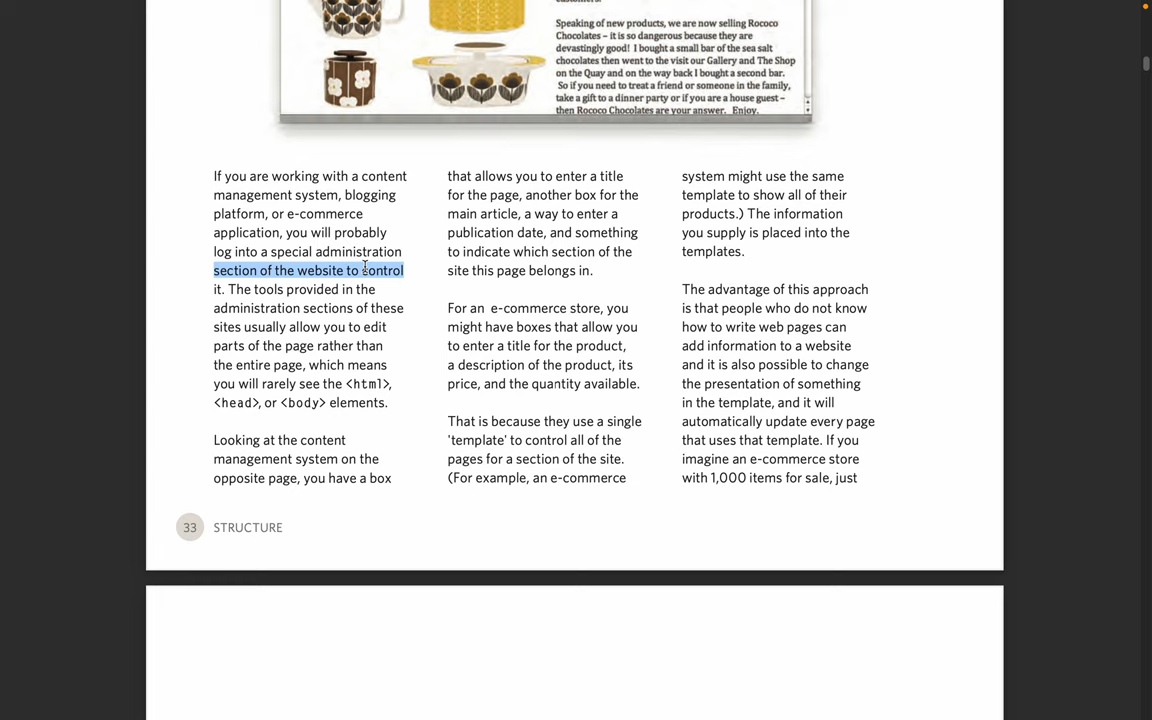 Speaking of new products, we are now selling Rococo
Chocolates – it is so dangerous because they are
devastingly good! I bought a small bar of the sea salt
chocolates then went to the visit our Gallery and The Shop
on the Quay and on the way back I bought a second bar.
So if you need to treat a friend or someone in the family,
take a gift to a dinner party or if you are a house guest –
then Rococo Chocolates are your answer. Enjoy.
If you are working with a content
management system, blogging
platform, or e-commerce
application, you will probably
log into a special administration
section of the website to control
it. The tools provided in the
administration sections of these
sites usually allow you to edit
parts of the page rather than
the entire page, which means
you will rarely see the <html>,
<head>, or <body> elements.
Looking at the content
management system on the
opposite page, you have a box
that allows you to enter a title
for the page, another box for the
main article, a way to enter a
publication date, and something
to indicate which section of the
site this page belongs in.
For an e-commerce store, you
might have boxes that allow you
to enter a title for the product,
a description of the product, its
price, and the quantity available.
That is because they use a single
'template' to control all of the
pages for a section of the site.
(For example, an e-commerce
system might use the same
template to show all of their
products.) The information
you supply is placed into the
templates.
The advantage of this approach
is that people who do not know
how to write web pages can
add information to a website
and it is also possible to change
the presentation of something
in the template, and it will
automatically update every page
that uses that template. If you
imagine an e-commerce store
with 1,000 items for sale, just
33 STRUCTURE